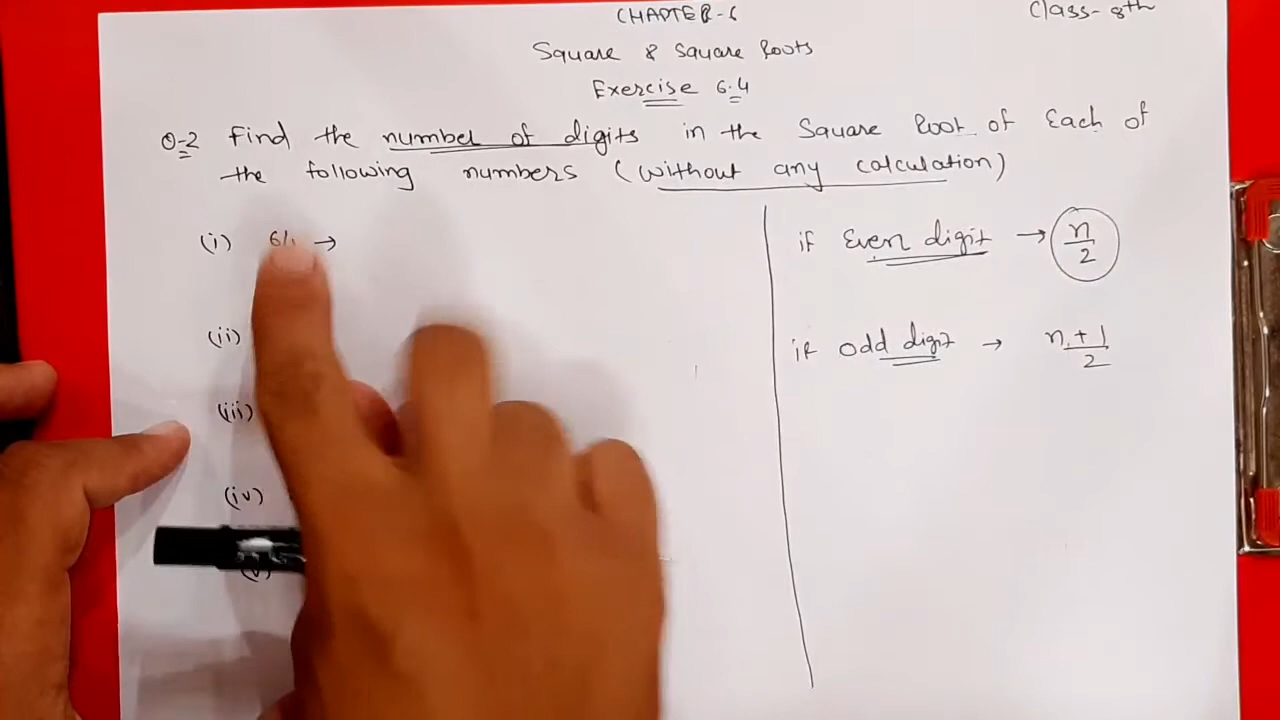 CHAPTER-6
Class-8th
Square & Square Roots
Exercise 6.4
Q-2 Find the number of digits in the Square Root of Each of
the following numbers (without any calculation)
(i) →
if Even digit → n/2
(ii)
if odd digit → n+1/2
(iii)
(iv)
(v)